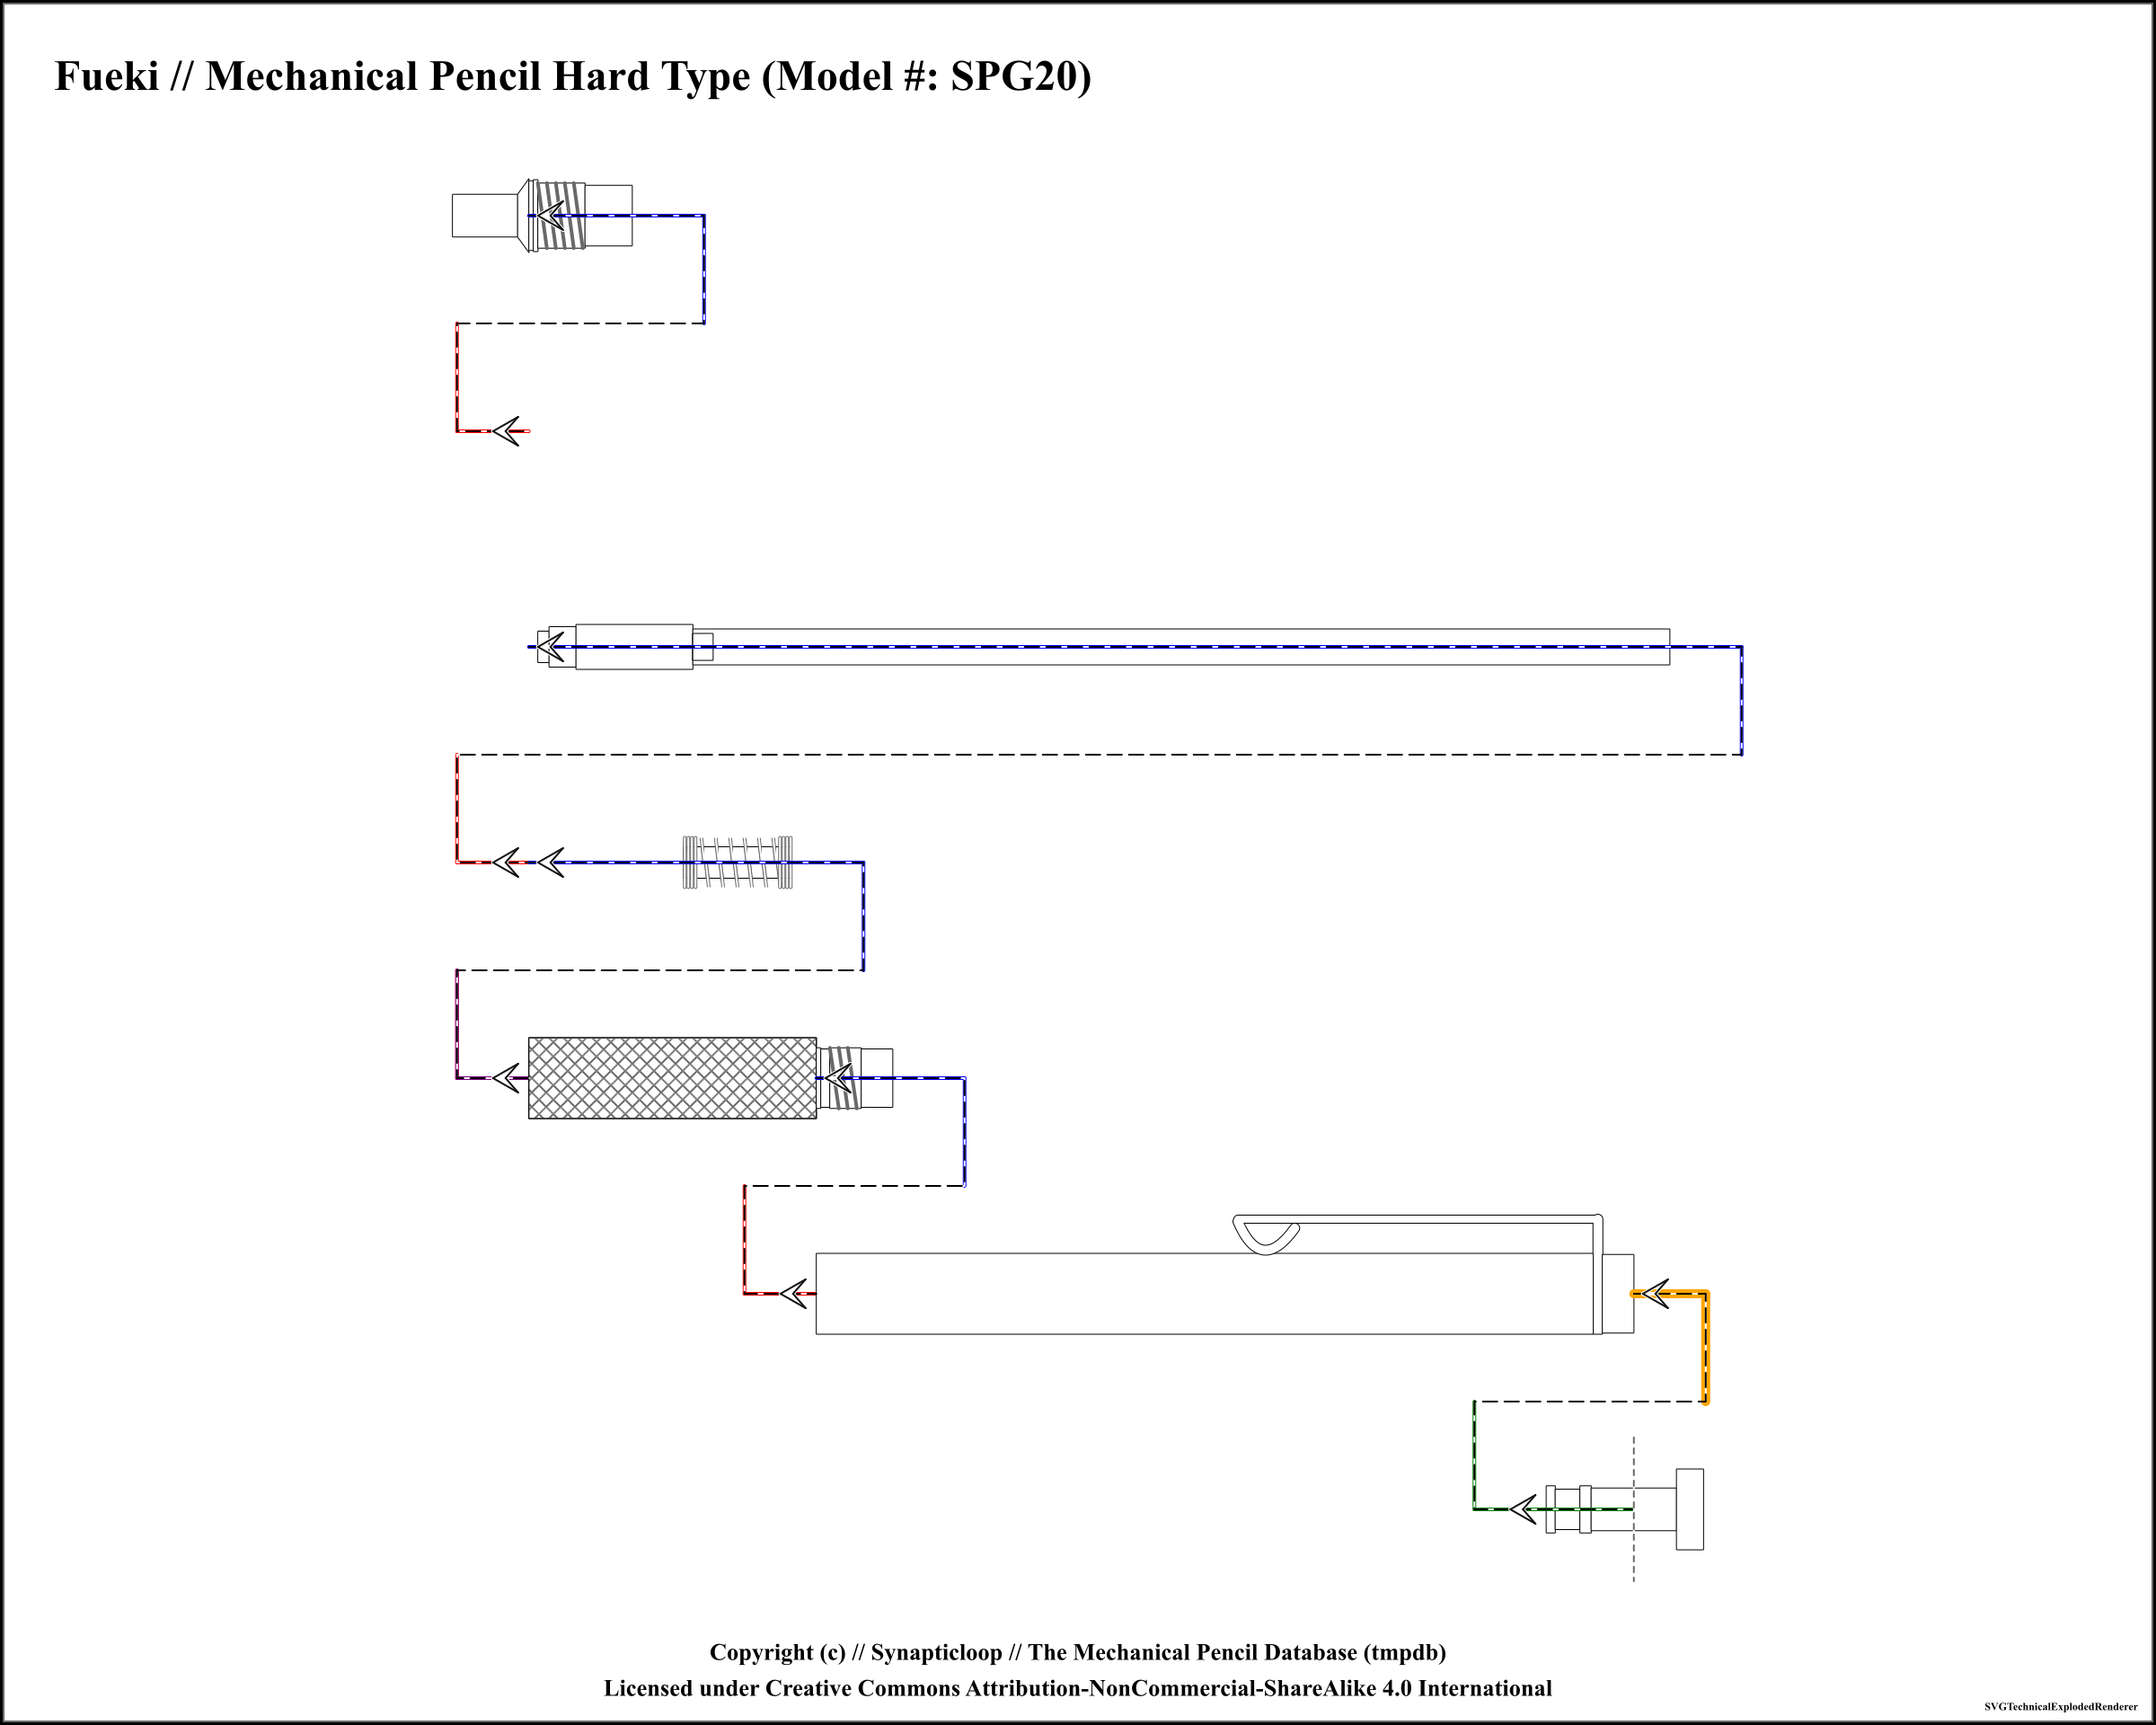 Fueki // Mechanical Pencil Hard Type (Model #: SPG20)
Copyright (c) // Synapticloop // The Mechanical Pencil Database (tmpdb)
Licensed under Creative Commons Attribution-NonCommercial-ShareAlike 4.0 International
SVGTechnicalExplodedRenderer